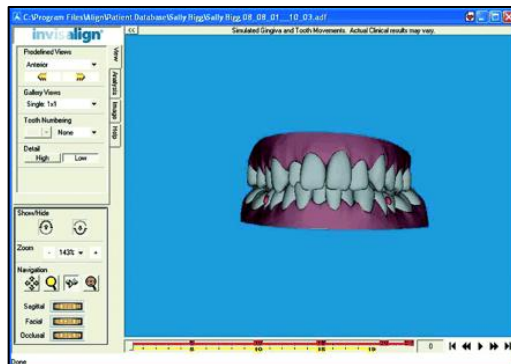 C:\Program Files\Align\Patient Database\Sally Higg\Sally Higg 08_08_01__10_03.adf
invisalign
<< Simulated Gingiva and Tooth Movements. Actual Clinical results may vary.
Predefined Views
Anterior
Gallery Views
Single: 1x1
Tooth Numbering
None
Detail
High Low
View
Analysis
Image
Help
Show/Hide
Zoom
- 143% +
Navigation
Sagittal
Facial
Occlusal
0
Done